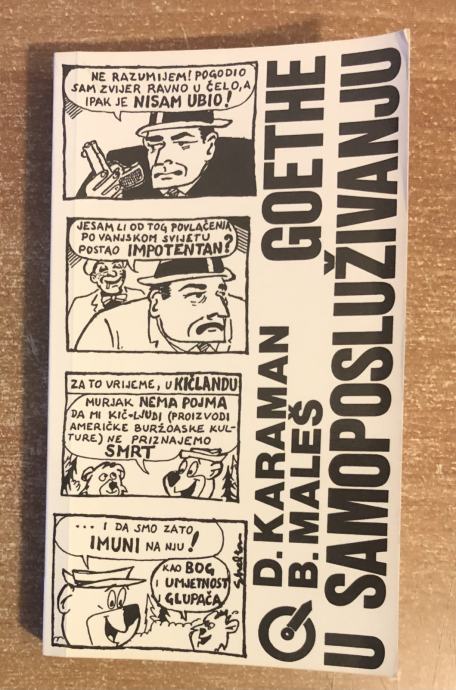 NE RAZUMIJEM! POGODIO
SAM ZVIJER RAVNO U ČELO, A
IPAK JE NISAM UBIO!
JESAM LI OD TOG POVLAČENJA
PO VANJSKOM SVIJETU
POSTAO IMPOTENTAN?
ZA TO VRIJEME, U KIČLANDU
MURJAK NEMA POJMA
DA MI KIČ-LJUDI (PROIZVODI
AMERIČKE BURŽOASKE KUL-
TURE) NE PRIZNAJEMO
SMRT
... I DA SMO ZATO
IMUNI NA NJU!
KAO BOG
I UMJETNOST
GLUPAČA
Shelton
D. KARAMAN
B. MALEŠ
GOETHE
U SAMOPOSLUŽIVANJU